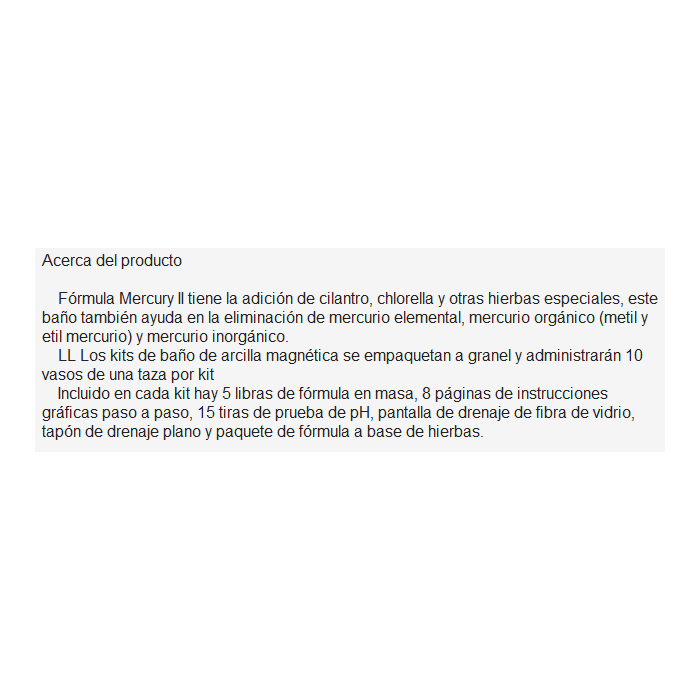 Acerca del producto
Fórmula Mercury II tiene la adición de cilantro, chlorella y otras hierbas especiales, este
baño también ayuda en la eliminación de mercurio elemental, mercurio orgánico (metil y
etil mercurio) y mercurio inorgánico.
LL Los kits de baño de arcilla magnética se empaquetan a granel y administrarán 10
vasos de una taza por kit
Incluido en cada kit hay 5 libras de fórmula en masa, 8 páginas de instrucciones
gráficas paso a paso, 15 tiras de prueba de pH, pantalla de drenaje de fibra de vidrio,
tapón de drenaje plano y paquete de fórmula a base de hierbas.